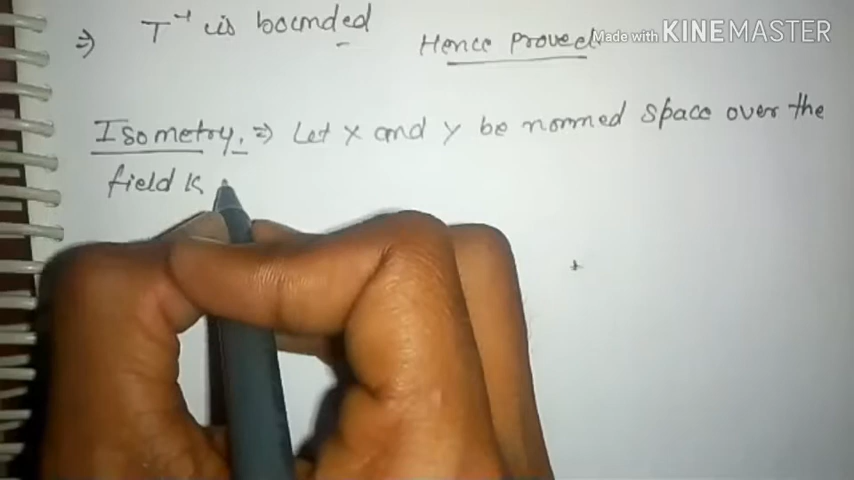 ⇒ T⁻¹ is bounded
Hence proved
Made with KINEMASTER
Isometry. ⇒ Let X and Y be normed space over the
field K